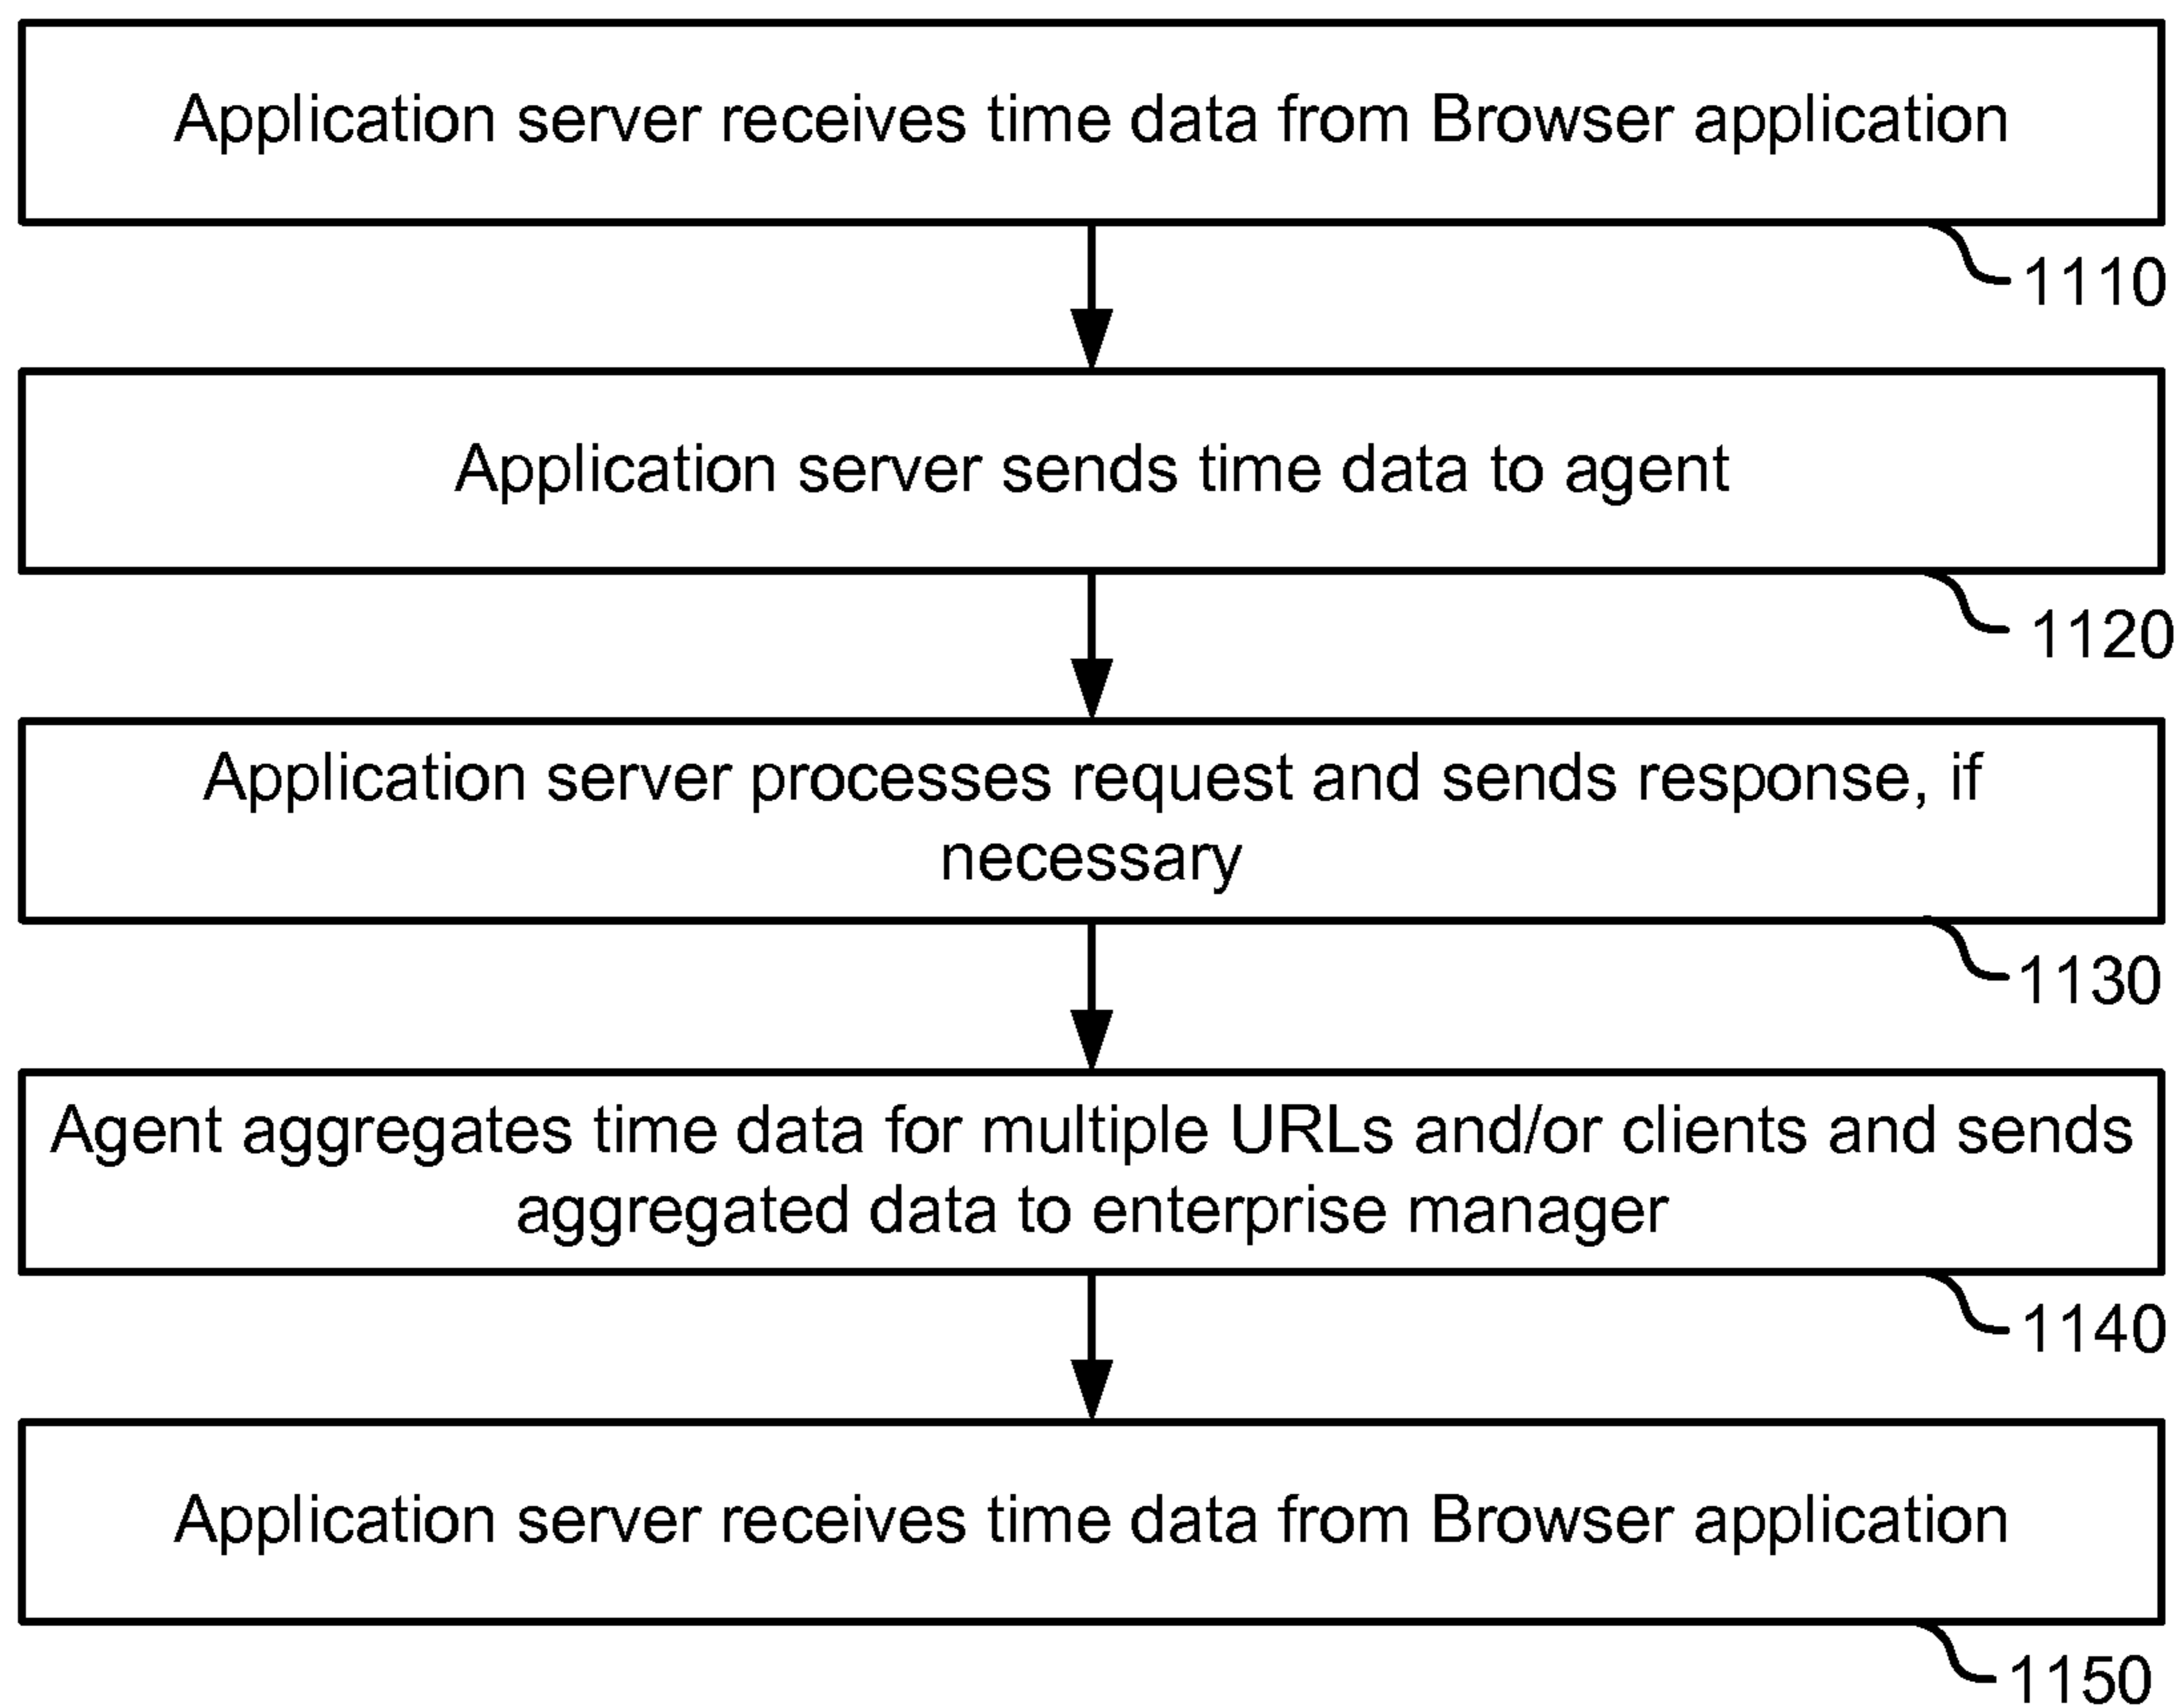 Application server receives time data from Browser application
1110
Application server sends time data to agent
1120
Application server processes request and sends response, if
necessary
1130
Agent aggregates time data for multiple URLs and/or clients and sends
aggregated data to enterprise manager
1140
Application server receives time data from Browser application
1150